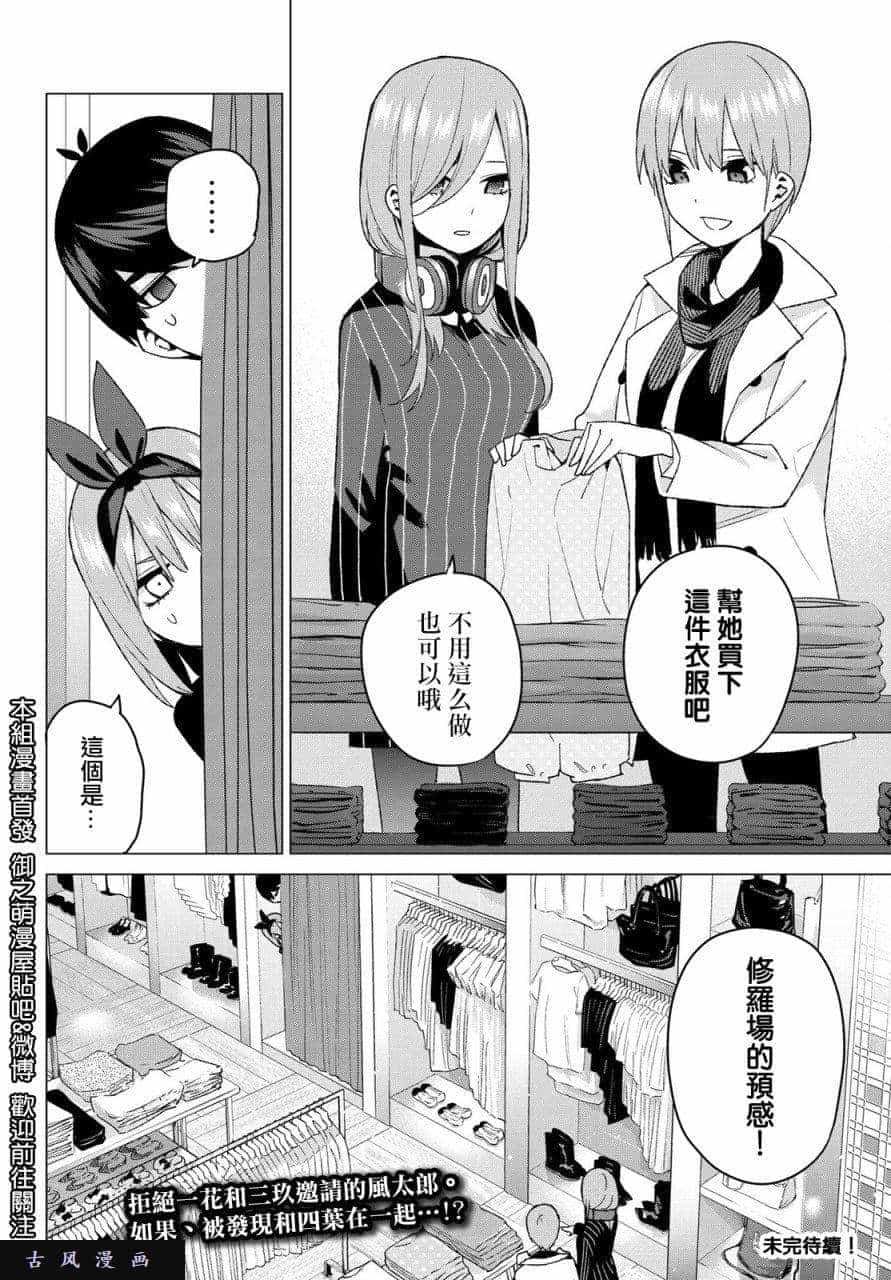 幫她買下
這件衣服吧
不用這么做
也可以哦
……
這個是…
修羅場的預感！
拒絕一花和三玖邀請的風太郎。
如果、被發現和四葉在一起…!?
未完待續！
本組漫畫首發 御之萌漫屋貼吧&微博 歡迎前往關注
古风漫画